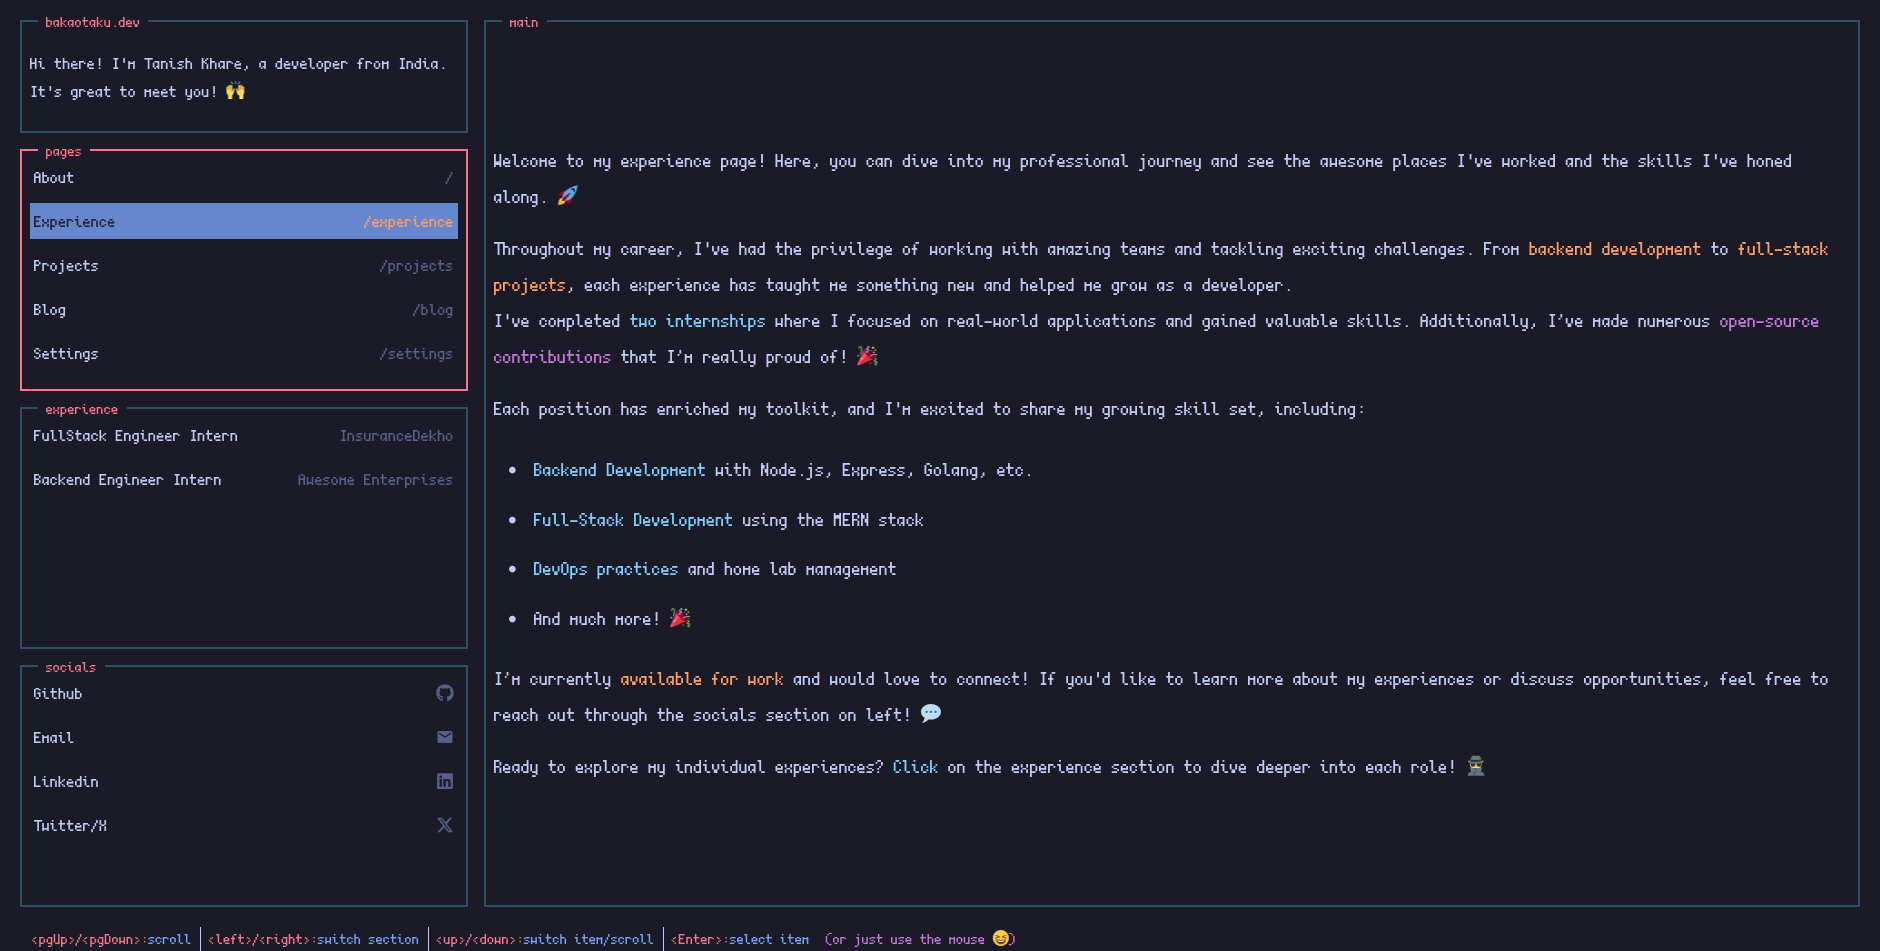 bakaotaku.dev
Hi there! I'm Tanish Khare, a developer from India.
It's great to meet you! 🙌
pages
About /
Experience /experience
Projects /projects
Blog /blog
Settings /settings
experience
FullStack Engineer Intern InsuranceDekho
Backend Engineer Intern Awesome Enterprises
socials
Github
Email
Linkedin
Twitter/X
main
Welcome to my experience page! Here, you can dive into my professional journey and see the awesome places I've worked and the skills I've honed
along. 🚀
Throughout my career, I've had the privilege of working with amazing teams and tackling exciting challenges. From backend development to full-stack
projects, each experience has taught me something new and helped me grow as a developer.
I've completed two internships where I focused on real-world applications and gained valuable skills. Additionally, I’ve made numerous open-source
contributions that I’m really proud of! 🎉
Each position has enriched my toolkit, and I'm excited to share my growing skill set, including:
• Backend Development with Node.js, Express, Golang, etc.
• Full-Stack Development using the MERN stack
• DevOps practices and home lab management
• And much more! 🎉
I’m currently available for work and would love to connect! If you'd like to learn more about my experiences or discuss opportunities, feel free to
reach out through the socials section on left! 💬
Ready to explore my individual experiences? Click on the experience section to dive deeper into each role! 🕵️
<pgUp>/<pgDown>:scroll <left>/<right>:switch section <up>/<down>:switch item/scroll <Enter>:select item (or just use the mouse 😄)